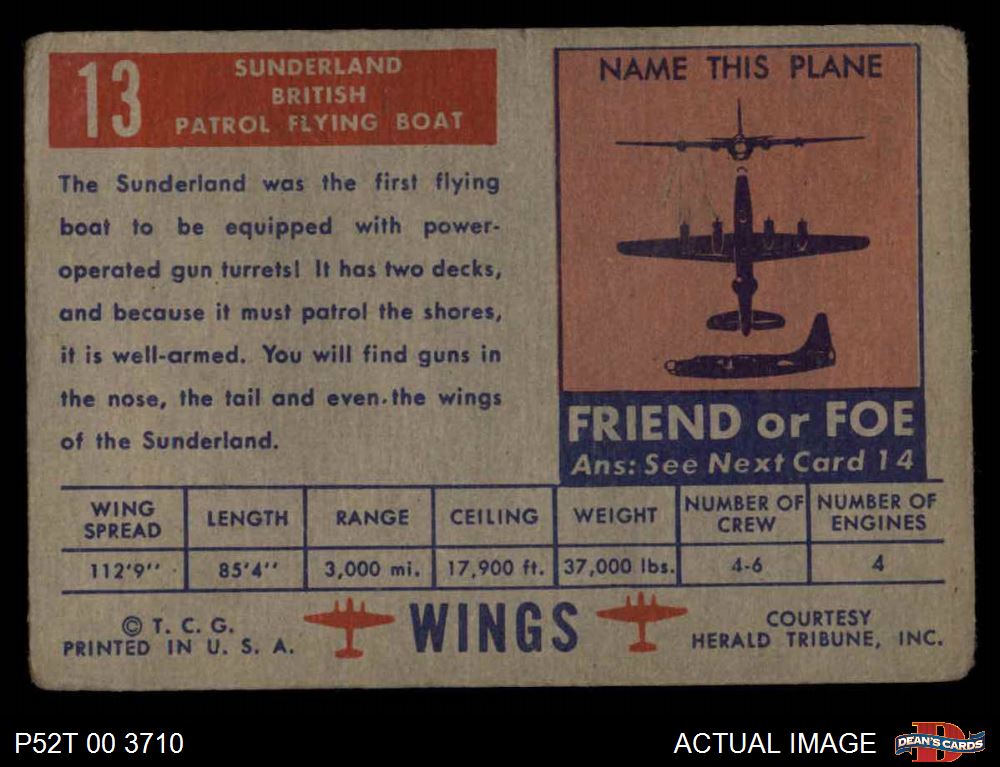 13
SUNDERLAND
BRITISH
PATROL FLYING BOAT
The Sunderland was the first flying
boat to be equipped with power-
operated gun turrets! It has two decks,
and because it must patrol the shores,
it is well-armed. You will find guns in
the nose, the tail and even the wings
of the Sunderland.
NAME THIS PLANE
FRIEND or FOE
Ans: See Next Card 14
WING SPREAD LENGTH RANGE CEILING WEIGHT NUMBER OF CREW NUMBER OF ENGINES
112'9'' 85'4'' 3,000 mi. 17,900 ft. 37,000 lbs. 4-6 4
© T. C. G.
PRINTED IN U. S. A.
WINGS
COURTESY
HERALD TRIBUNE, INC.
P52T 00 3710
ACTUAL IMAGE
D
DEAN'S CARDS